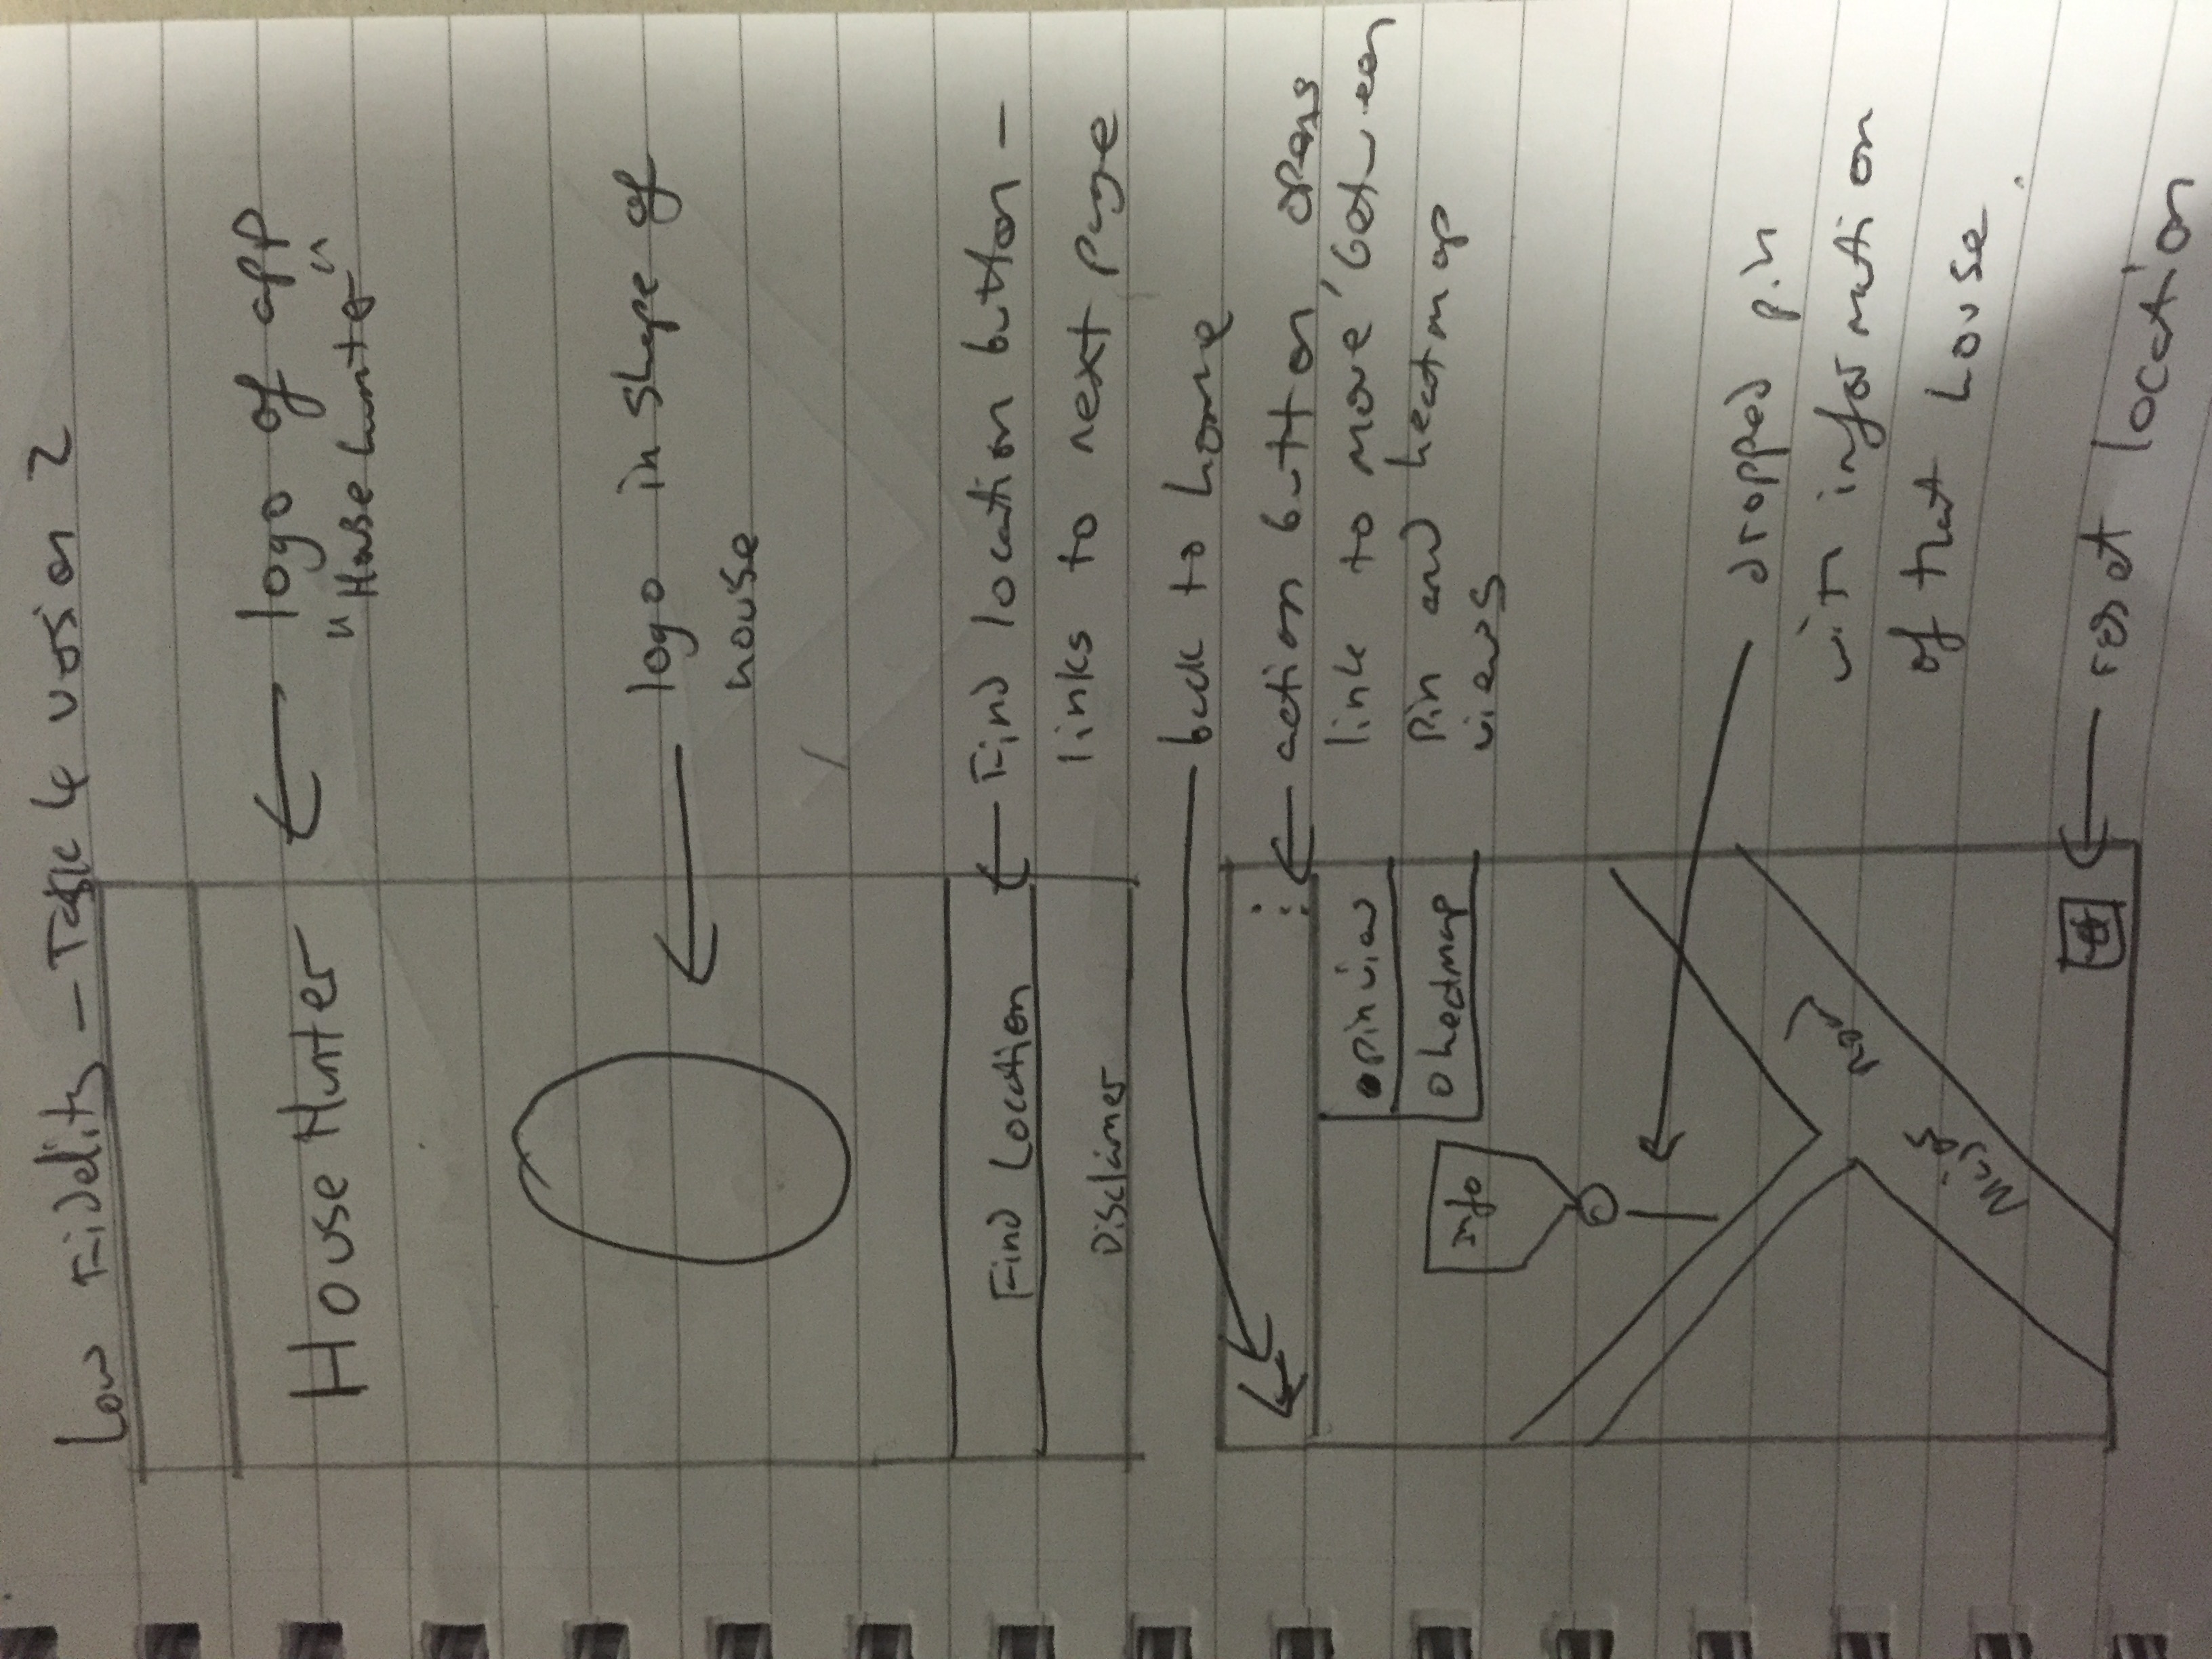 Low Fidelity – Task 4 version 2
House Hunter
logo of app
"House hunter"
logo in shape of
house
Find Location
Find location button –
links to next page
Disclaimer
back to home
action button, opens
link to move between
pin and heatmap
views
pin view
heatmap
Info
dropped pin
with information
of that house.
Major Road
reset location